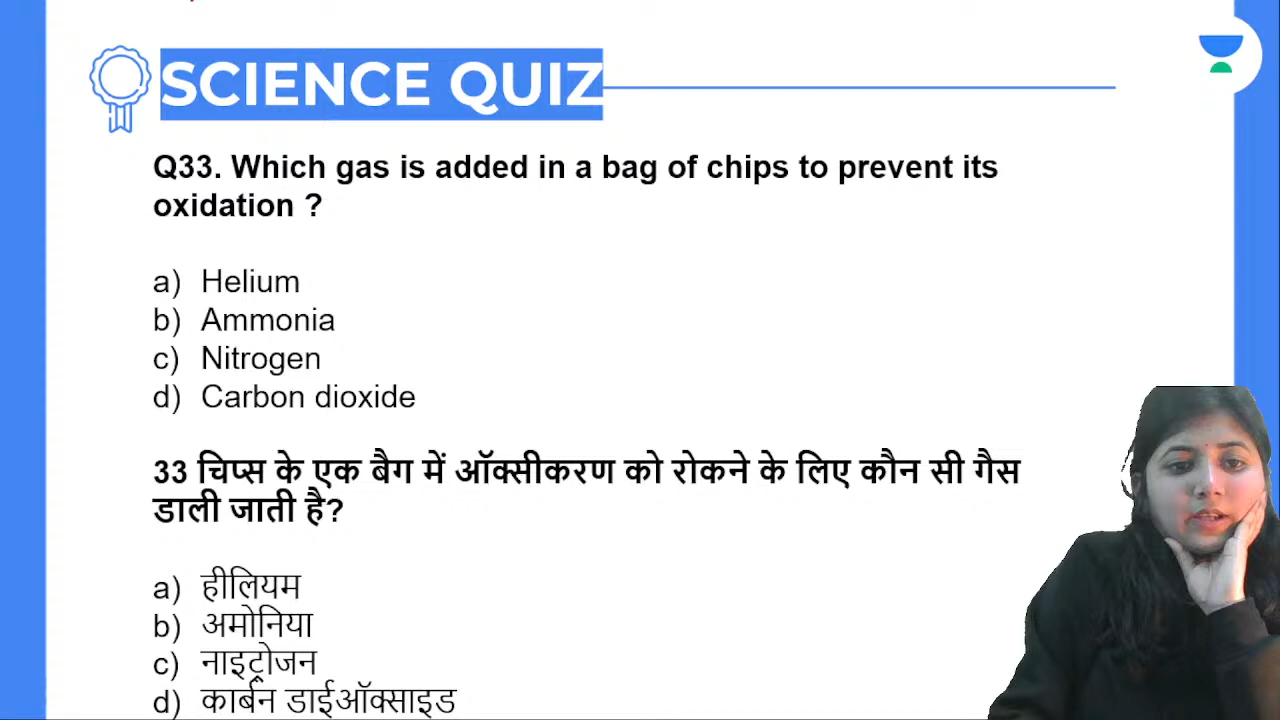 SCIENCE QUIZ
Q33. Which gas is added in a bag of chips to prevent its
oxidation ?
a) Helium
b) Ammonia
c) Nitrogen
d) Carbon dioxide
33 चिप्स के एक बैग में ऑक्सीकरण को रोकने के लिए कौन सी गैस
डाली जाती है?
a) हीलियम
b) अमोनिया
c) नाइट्रोजन
d) कार्बन डाईऑक्साइड